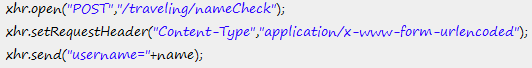 xhr.open("POST","/traveling/nameCheck");
xhr.setRequestHeader("Content-Type","application/x-www-form-urlencoded");
xhr.send("username="+name);